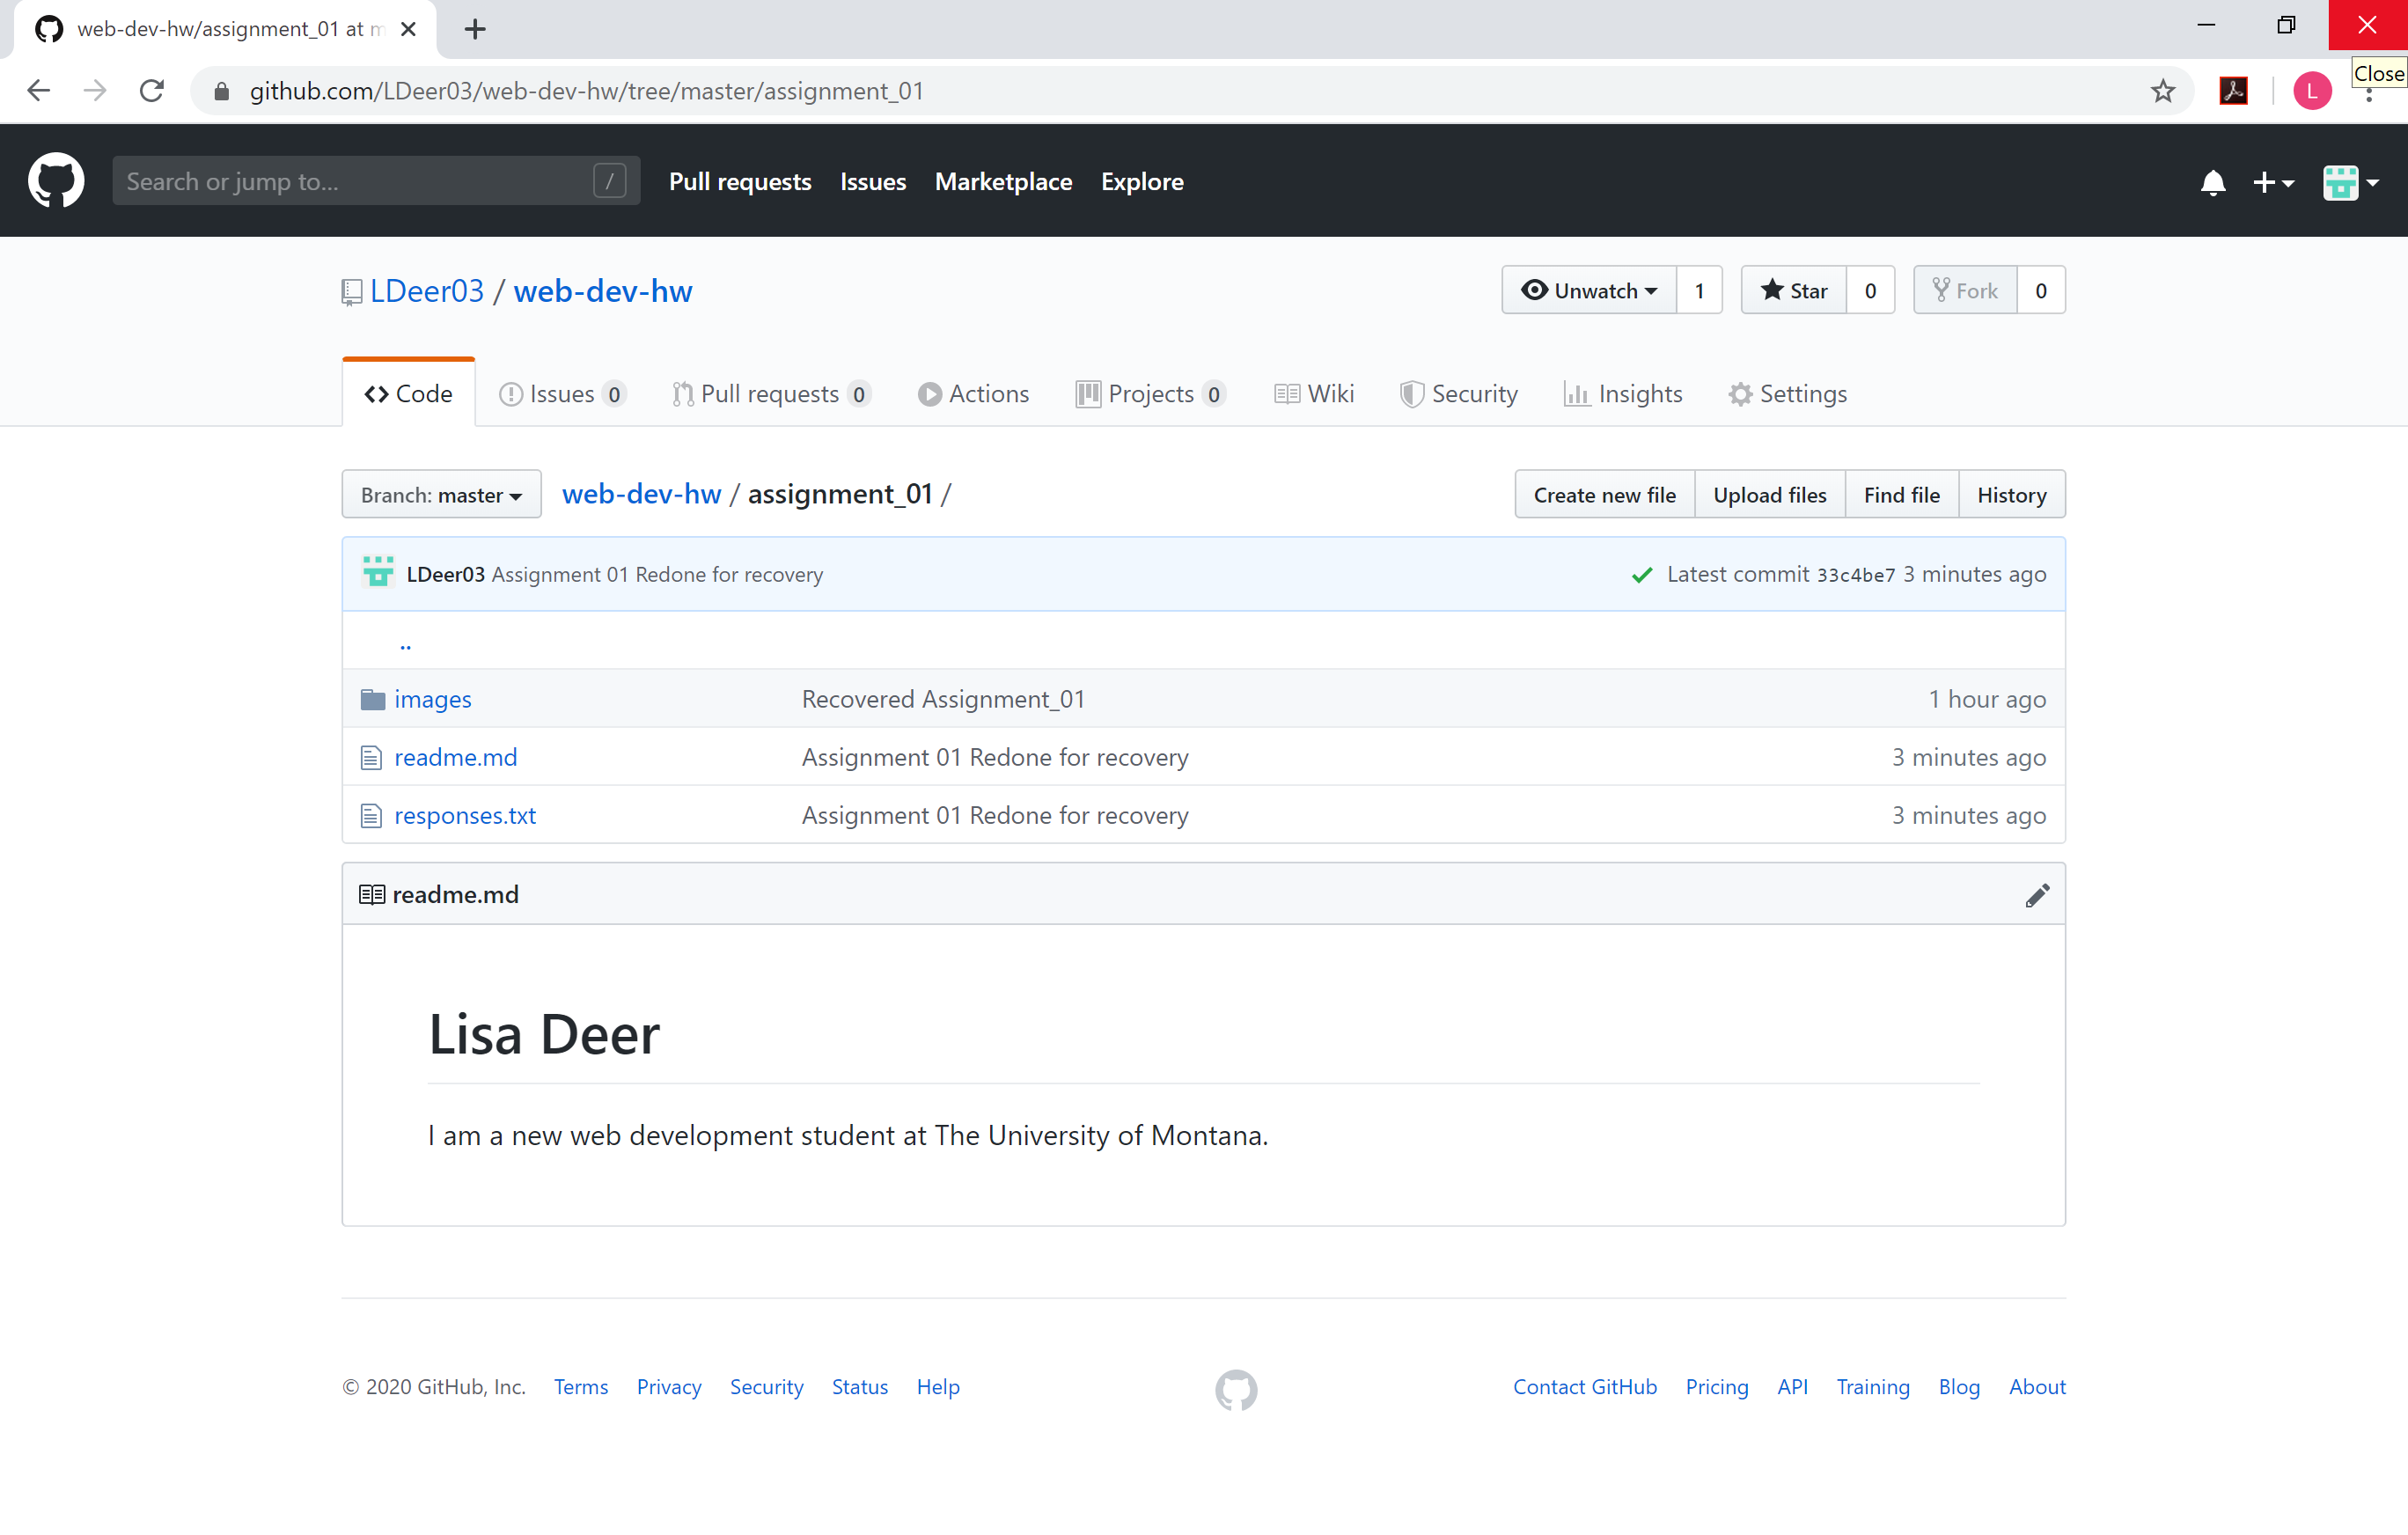 web-dev-hw/assignment_01 at m
Close
github.com/LDeer03/web-dev-hw/tree/master/assignment_01
L
Search or jump to... / Pull requests Issues Marketplace Explore
LDeer03 / web-dev-hw Unwatch 1 Star 0 Fork 0
Code Issues 0 Pull requests 0 Actions Projects 0 Wiki Security Insights Settings
Branch: master web-dev-hw / assignment_01 / Create new file Upload files Find file History
LDeer03 Assignment 01 Redone for recovery Latest commit 33c4be7 3 minutes ago
..
images Recovered Assignment_01 1 hour ago
readme.md Assignment 01 Redone for recovery 3 minutes ago
responses.txt Assignment 01 Redone for recovery 3 minutes ago
readme.md
Lisa Deer
I am a new web development student at The University of Montana.
© 2020 GitHub, Inc. Terms Privacy Security Status Help Contact GitHub Pricing API Training Blog About